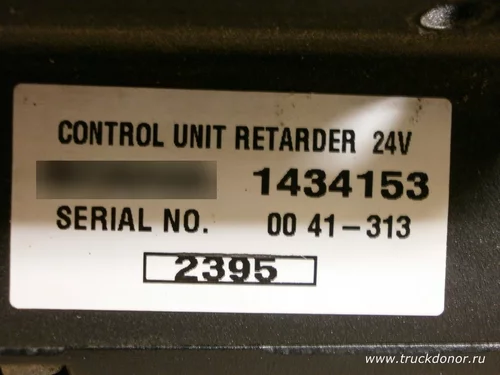 CONTROL UNIT RETARDER 24V
1434153
SERIAL NO. 00 41-313
2395
www.truckdonor.ru